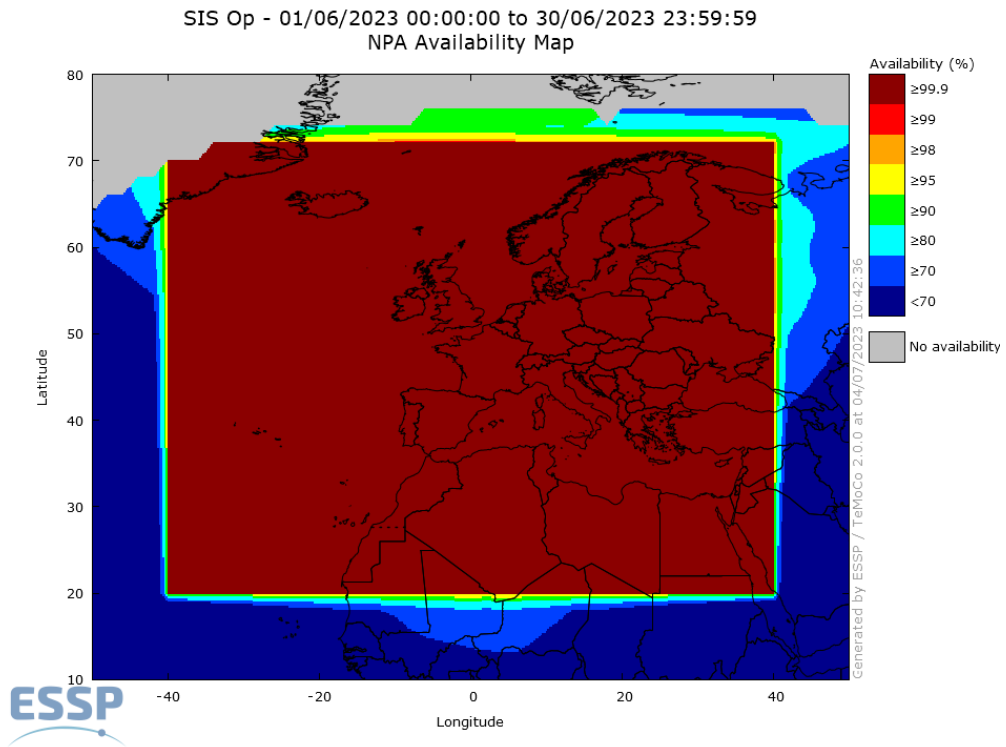 SIS Op - 01/06/2023 00:00:00 to 30/06/2023 23:59:59
NPA Availability Map
Availability (%)
≥99.9
≥99
≥98
≥95
≥90
≥80
≥70
<70
No availability
80
70
60
50
40
30
20
10
Latitude
-40
-20
0
20
40
Longitude
Generated by ESSP / TeMoCo 2.0.0 at 04/07/2023 10:42:36
ESSP